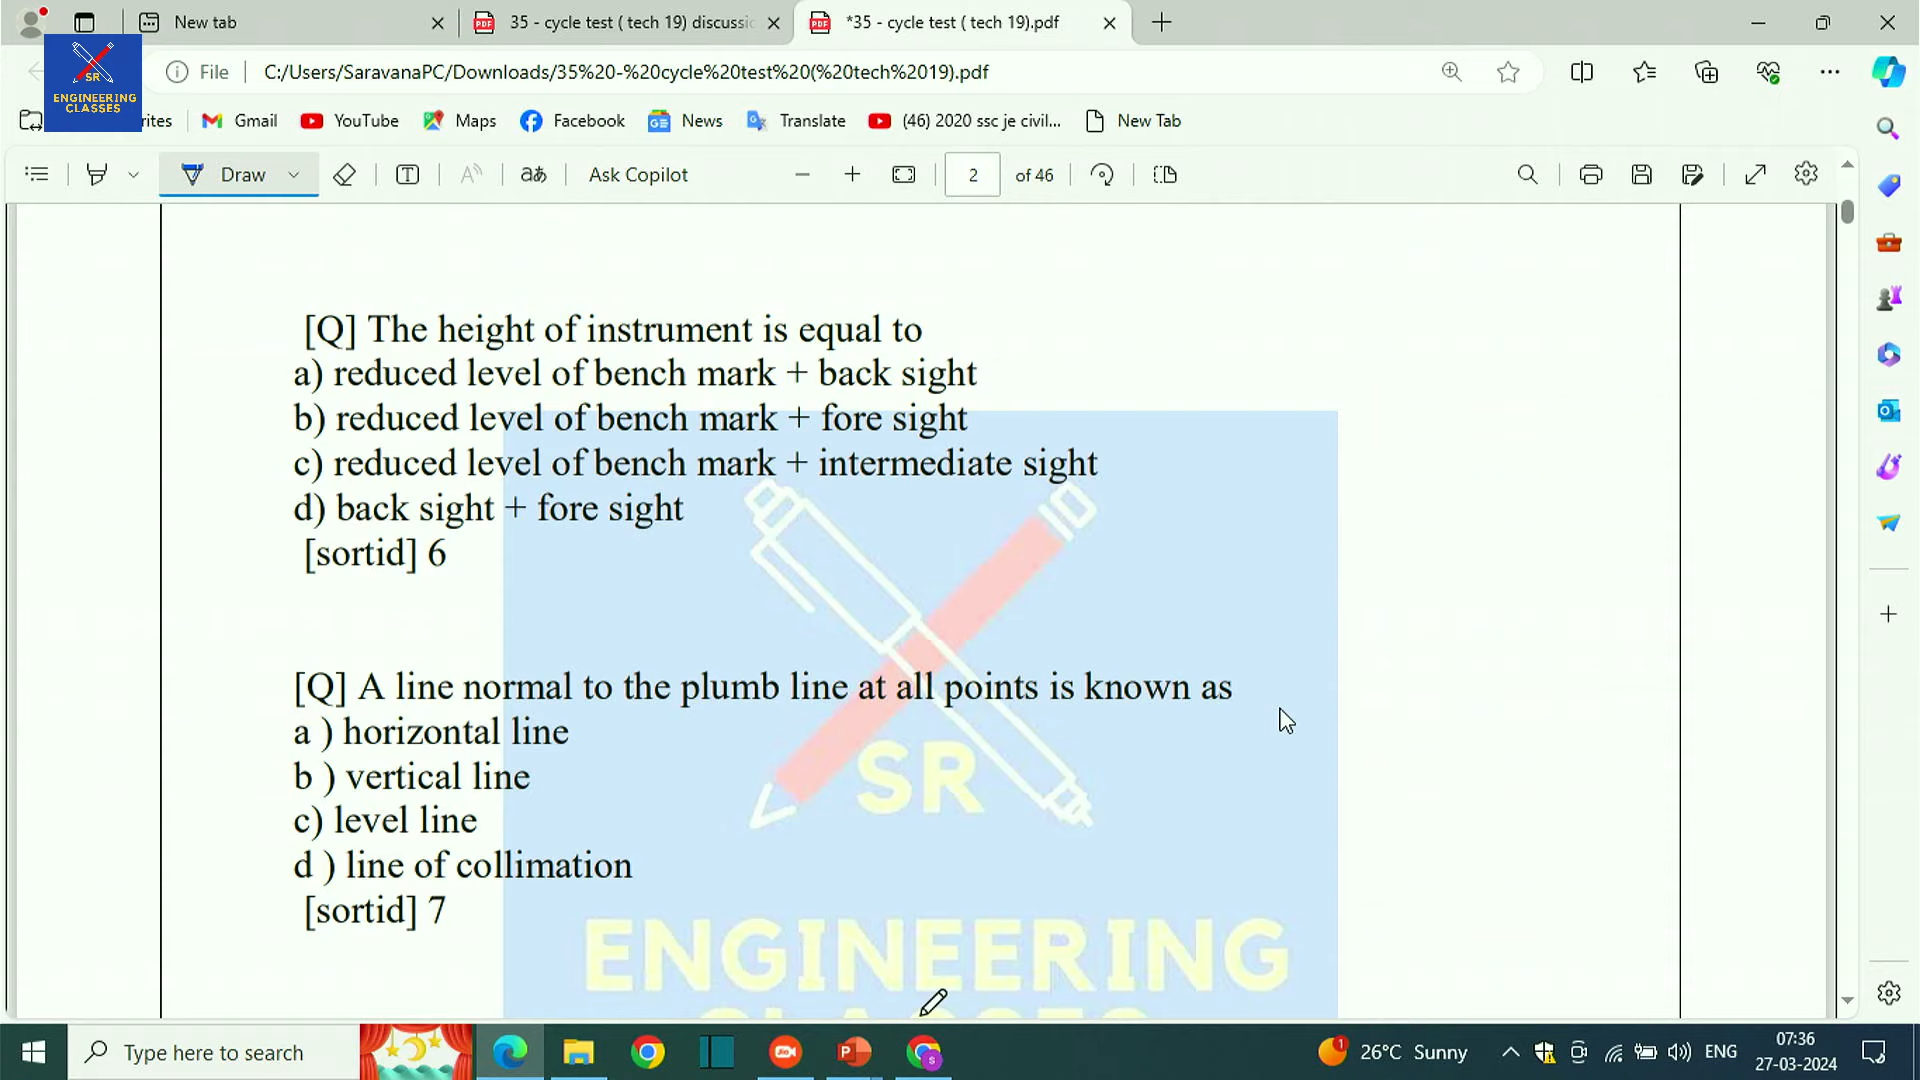 New tab
35 - cycle test ( tech 19) discussi
*35 - cycle test ( tech 19).pdf
SR
ENGINEERING
CLASSES
File
C:/Users/SaravanaPC/Downloads/35%20-%20cycle%20test%20(%20tech%2019).pdf
rites
Gmail
YouTube
Maps
Facebook
News
Translate
(46) 2020 ssc je civil...
New Tab
Draw
Ask Copilot
2
of 46
[Q] The height of instrument is equal to
a) reduced level of bench mark + back sight
b) reduced level of bench mark + fore sight
c) reduced level of bench mark + intermediate sight
d) back sight + fore sight
[sortid] 6
[Q] A line normal to the plumb line at all points is known as
a ) horizontal line
b ) vertical line
c) level line
d ) line of collimation
[sortid] 7
SR
ENGINEERING
CLASSES
Type here to search
1
26°C Sunny
ENG
07:36
27-03-2024